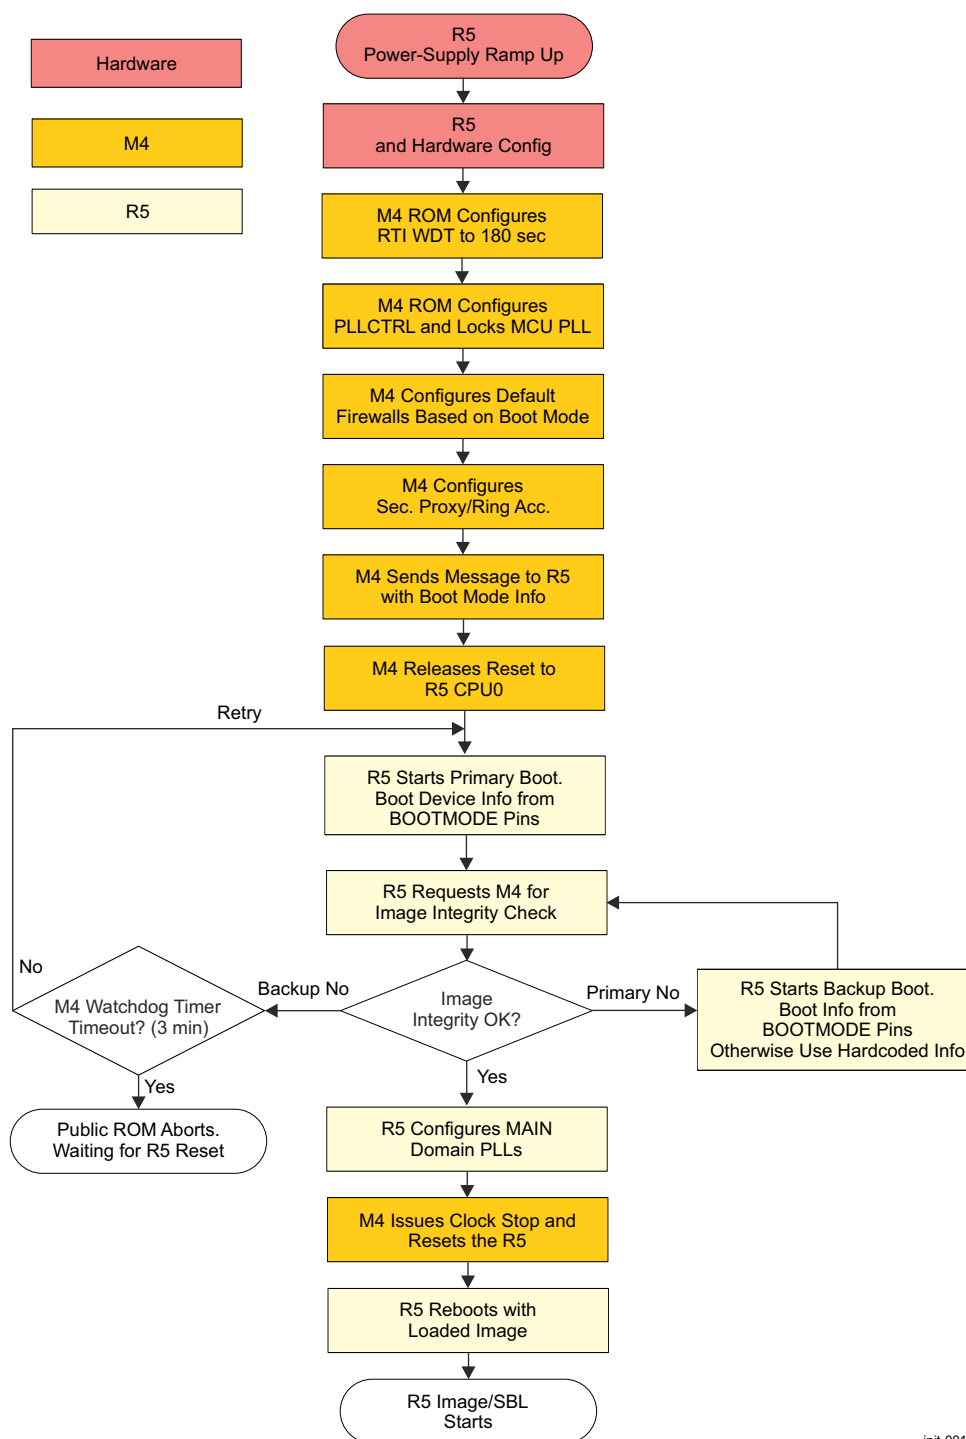 Hardware
M4
R5
R5
Power-Supply Ramp Up
R5
and Hardware Config
M4 ROM Configures
RTI WDT to 180 sec
M4 ROM Configures
PLLCTRL and Locks MCU PLL
M4 Configures Default
Firewalls Based on Boot Mode
M4 Configures
Sec. Proxy/Ring Acc.
M4 Sends Message to R5
with Boot Mode Info
M4 Releases Reset to
R5 CPU0
Retry
R5 Starts Primary Boot.
Boot Device Info from
BOOTMODE Pins
R5 Requests M4 for
Image Integrity Check
No
M4 Watchdog Timer
Timeout? (3 min)
Backup No
Image
Integrity OK?
Primary No
R5 Starts Backup Boot.
Boot Info from
BOOTMODE Pins
Otherwise Use Hardcoded Info
Yes
Public ROM Aborts.
Waiting for R5 Reset
Yes
R5 Configures MAIN
Domain PLLs
M4 Issues Clock Stop and
Resets the R5
R5 Reboots with
Loaded Image
R5 Image/SBL
Starts